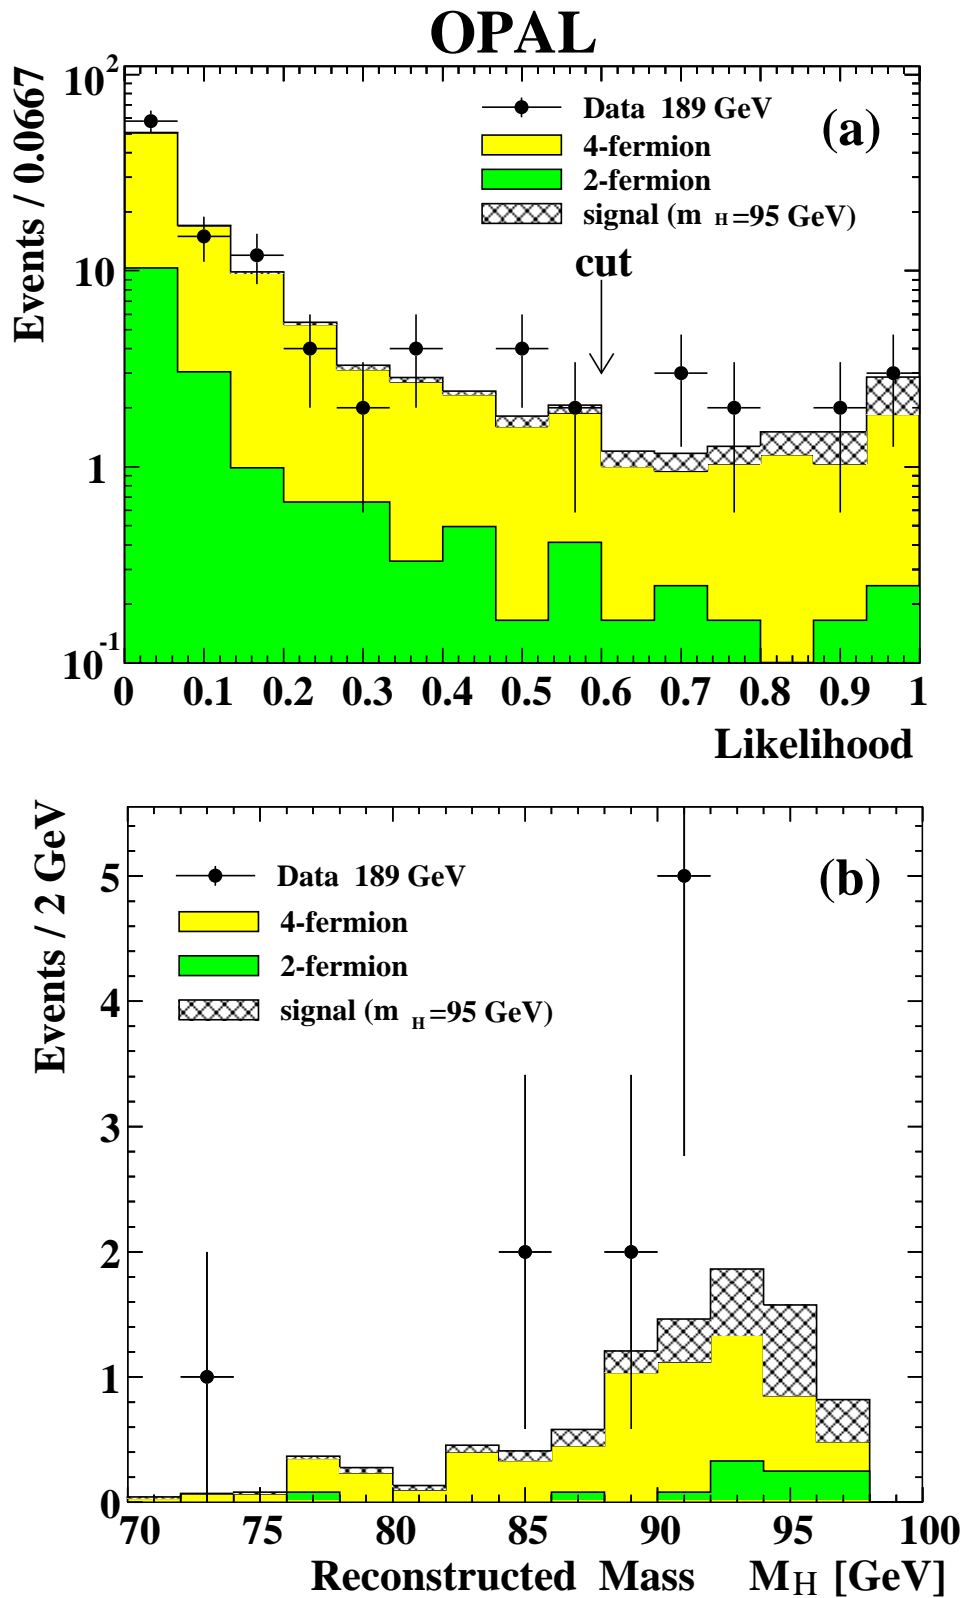 OPAL
Events / 0.0667
10²
10
1
10⁻¹
Data 189 GeV
4-fermion
2-fermion
signal (m H=95 GeV)
(a)
cut
0 0.1 0.2 0.3 0.4 0.5 0.6 0.7 0.8 0.9 1
Likelihood
Events / 2 GeV
5
4
3
2
1
0
Data 189 GeV
4-fermion
2-fermion
signal (m H=95 GeV)
(b)
70 75 80 85 90 95 100
Reconstructed Mass MH [GeV]